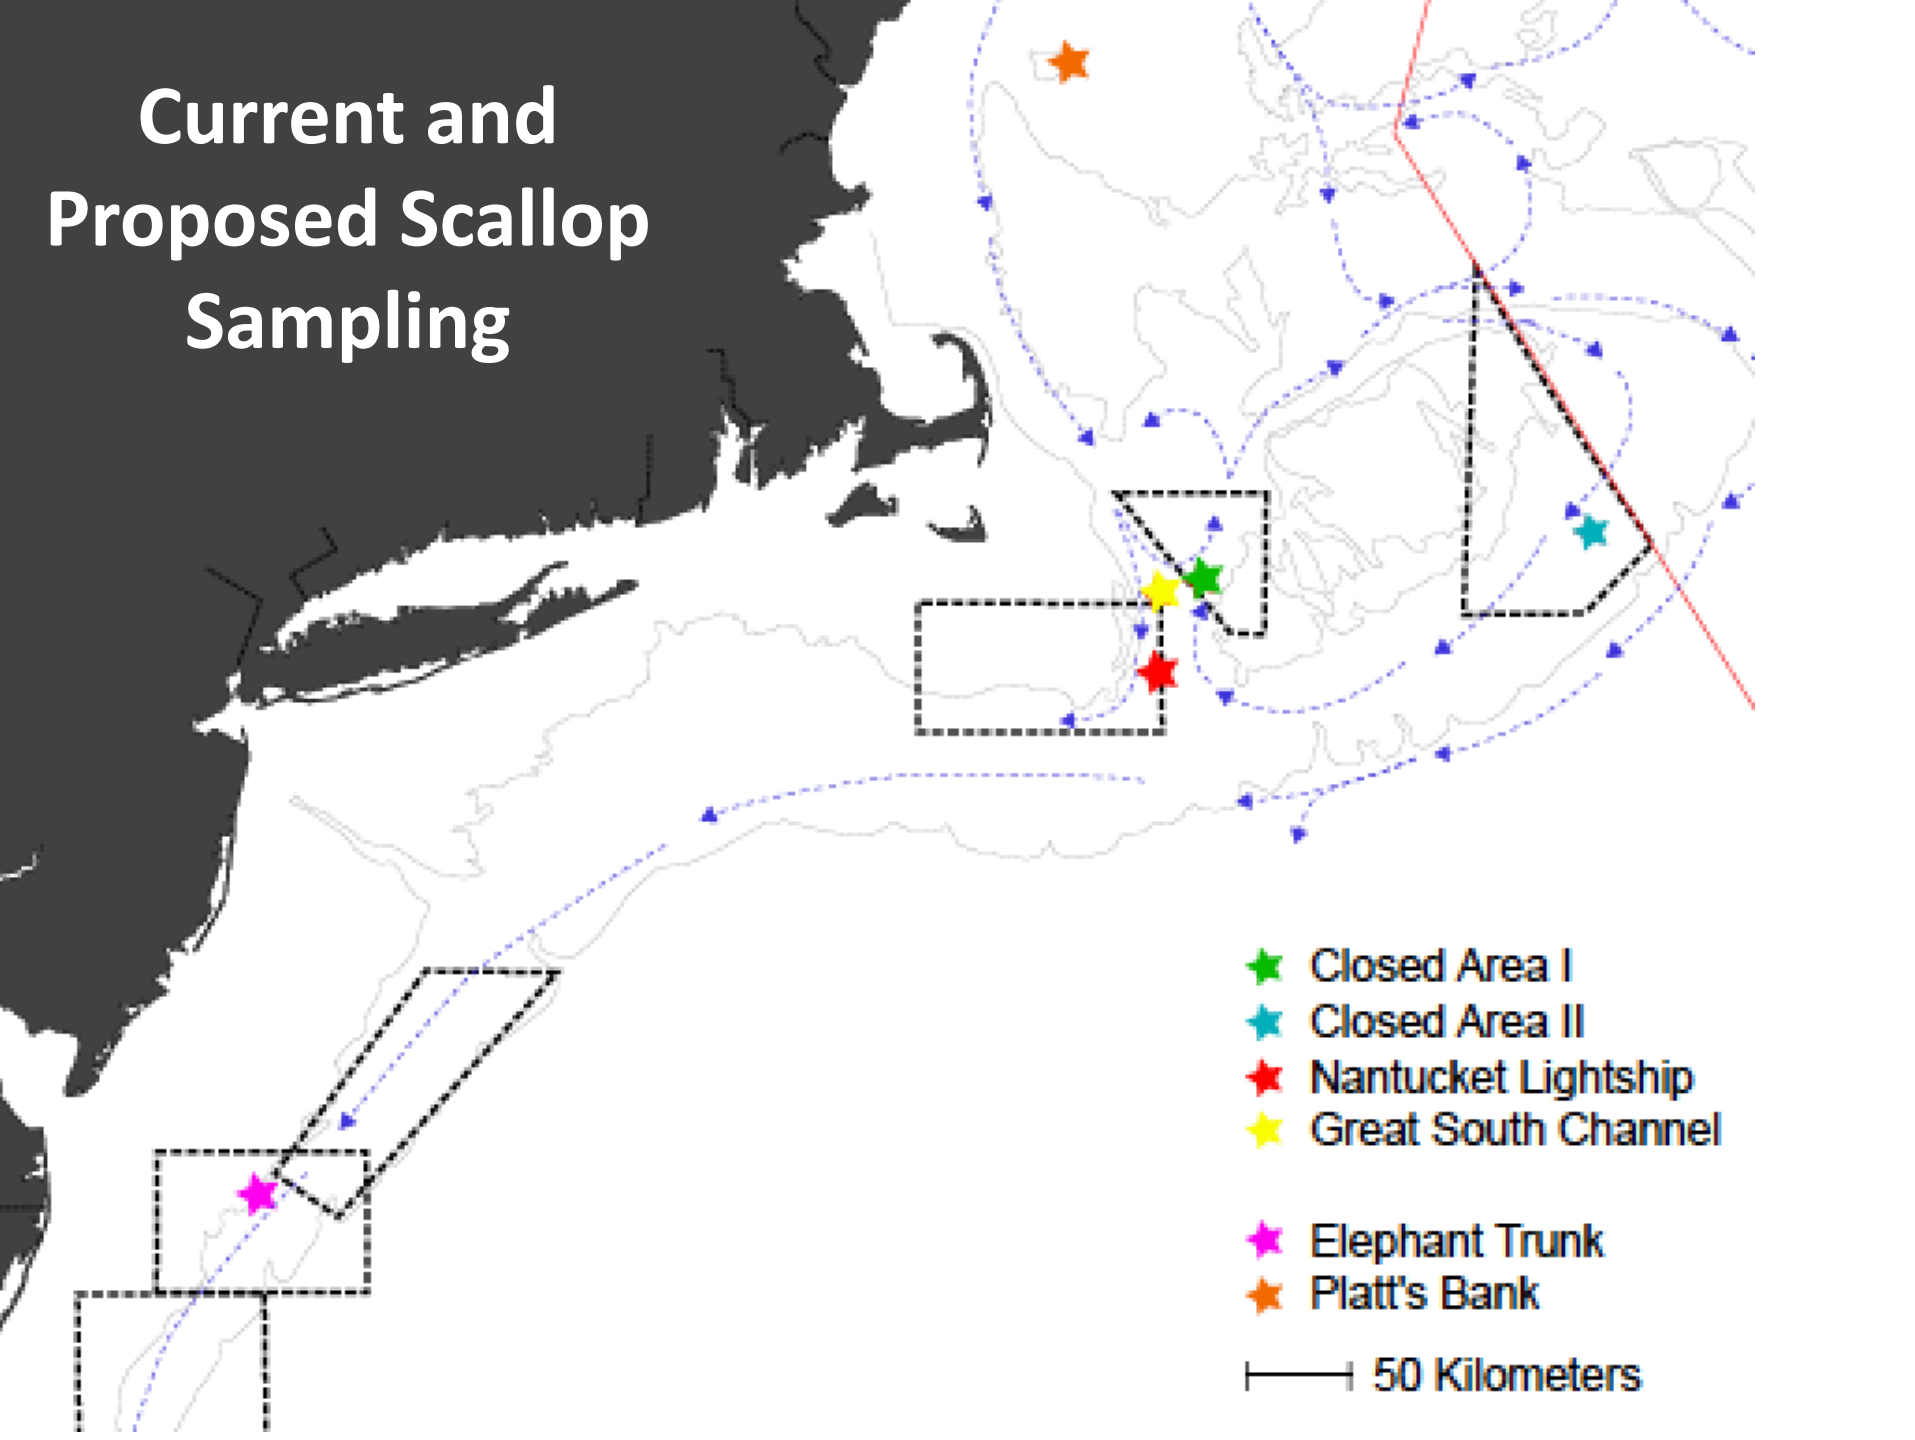 Current and
Proposed Scallop
Sampling
Closed Area I
Closed Area II
Nantucket Lightship
Great South Channel
Elephant Trunk
Platt's Bank
50 Kilometers